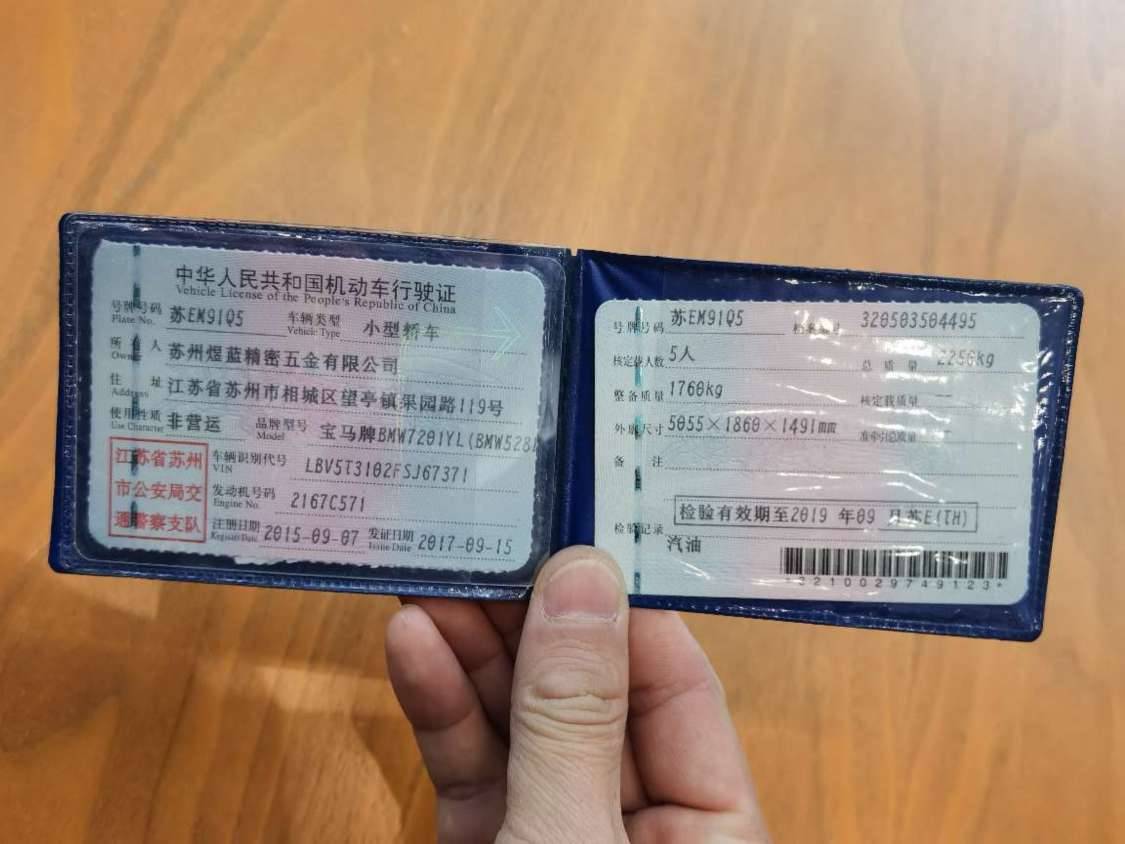 中华人民共和国机动车行驶证
Vehicle License of the People's Republic of China
号牌号码 苏EM91Q5 车辆类型 小型轿车
Plate No. Vehicle Type
所有人 苏州煜蓝精密五金有限公司
Owner
住址 江苏省苏州市相城区望亭镇果园路119号
Address
使用性质 非营运 品牌型号 宝马牌BMW7201YL(BMW528
Use Character Model
江苏省苏州
市公安局交
通警察支队
车辆识别代号 LBV5T3102FSJ67371
VIN
发动机号码 2167C571
Engine No.
注册日期 2015-09-07 发证日期 2017-09-15
Register Date Issue Date
号牌号码 苏EM91Q5 档案编号 320503504495
核定载人数 5人 总质量 2256kg
整备质量 1760kg 核定载质量 --
外廓尺寸 5055×1860×1491mm 准牵引总质量 --
备注
检验有效期至2019 年09 月苏E(TH)
检验记录
汽油
*3210029749123*